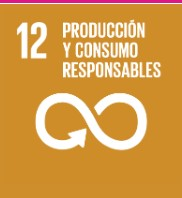 12 PRODUCCIÓN
Y CONSUMO
RESPONSABLES